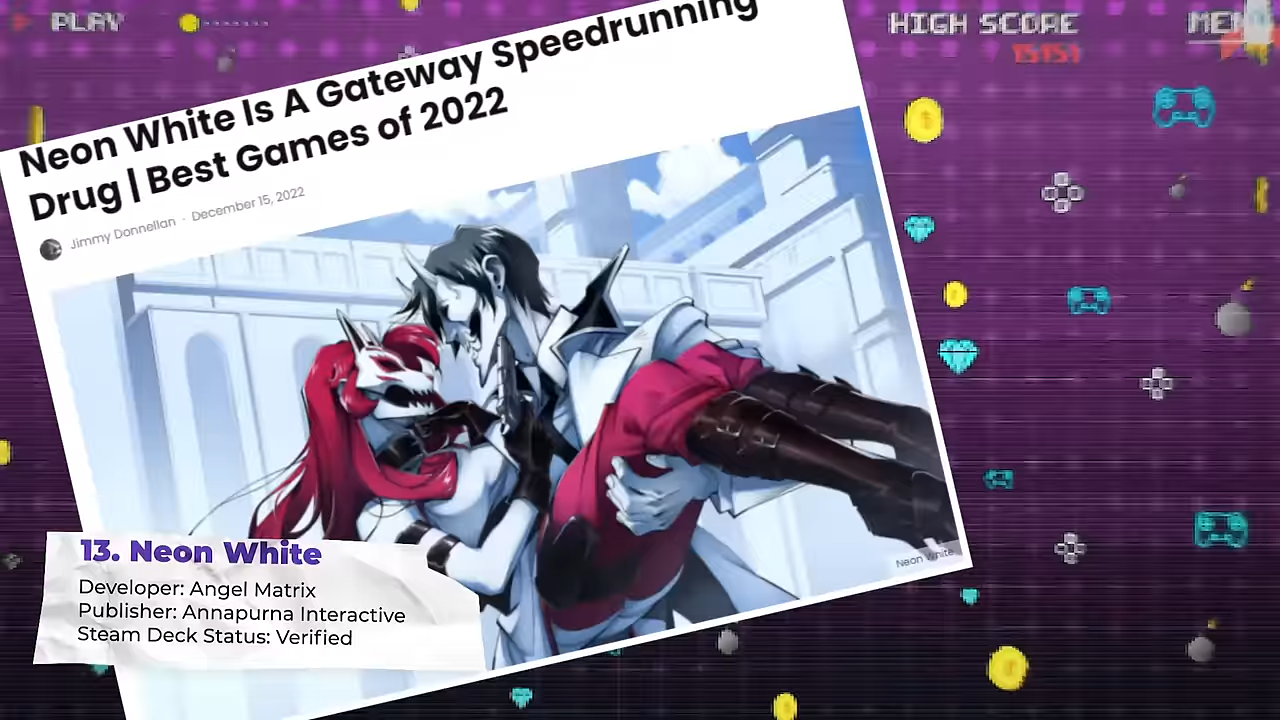 PLAY
HIGH SCORE
15151
Neon White Is A Gateway Speedrunning
Drug | Best Games of 2022
Jimmy Donnellan - December 15, 2022
Neon White
13. Neon White
Developer: Angel Matrix
Publisher: Annapurna Interactive
Steam Deck Status: Verified